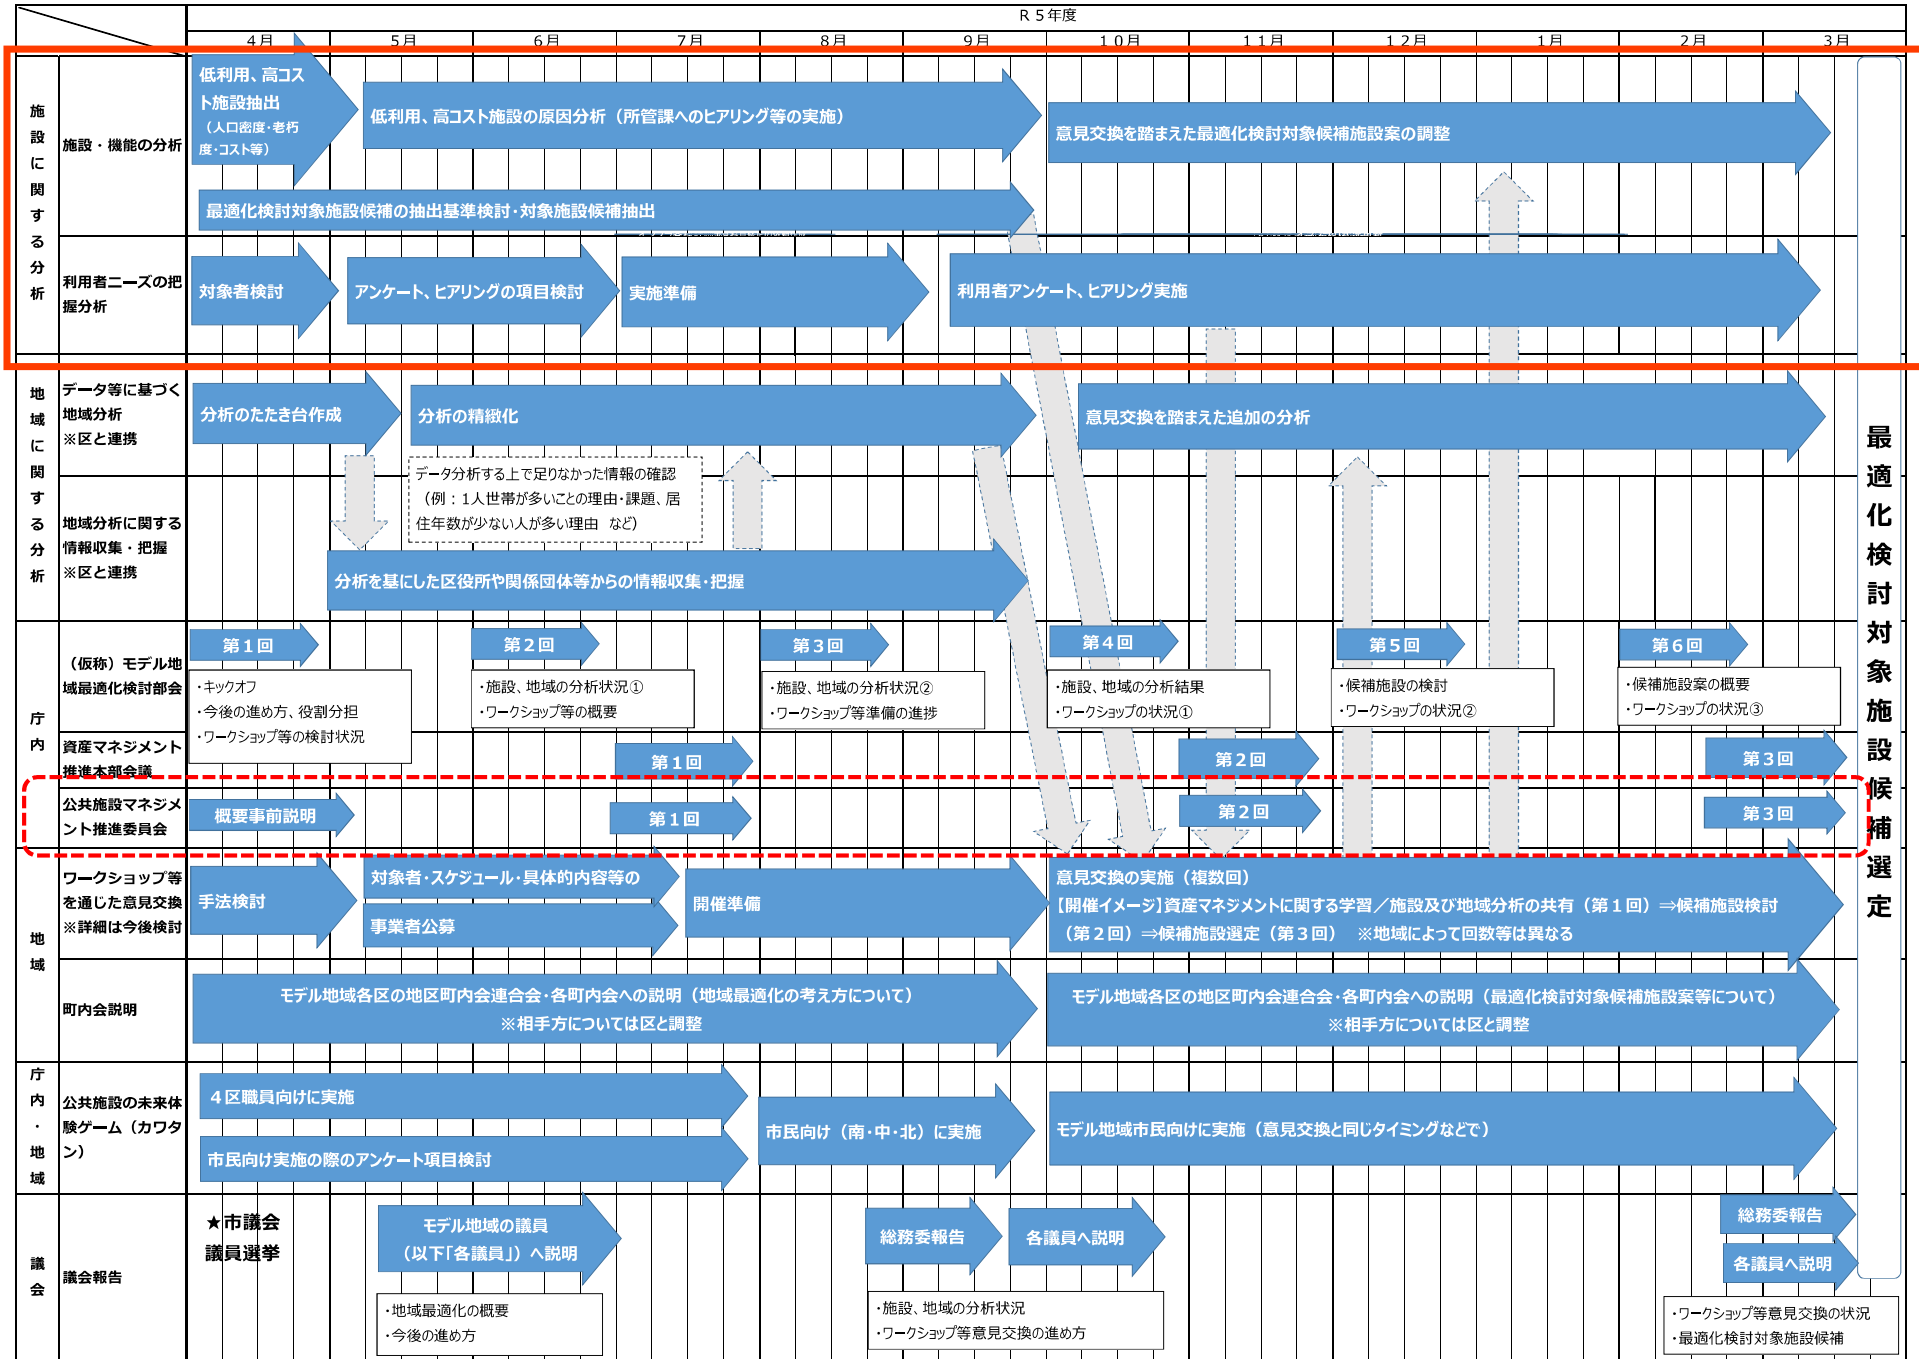 R５年度
4月 5月 6月 7月 8月 9月 10月 11月 12月 1月 2月 3月
施設に関する分析
施設・機能の分析
低利用、高コス
ト施設抽出
（人口密度・老朽
度・コスト等）
低利用、高コスト施設の原因分析（所管課へのヒアリング等の実施）
意見交換を踏まえた最適化検討対象候補施設案の調整
最適化検討対象施設候補の抽出基準検討・対象施設候補抽出
利用者ニーズの把
握分析
対象者検討
アンケート、ヒアリングの項目検討
実施準備
利用者アンケート、ヒアリング実施
地域に関する分析
データ等に基づく
地域分析
※区と連携
分析のたたき台作成
分析の精緻化
意見交換を踏まえた追加の分析
データ分析する上で足りなかった情報の確認
（例：1人世帯が多いことの理由・課題、居
住年数が少ない人が多い理由　など）
地域分析に関する
情報収集・把握
※区と連携
分析を基にした区役所や関係団体等からの情報収集・把握
庁内
（仮称）モデル地
域最適化検討部会
第1回
・キックオフ
・今後の進め方、役割分担
・ワークショップ等の検討状況
第2回
・施設、地域の分析状況①
・ワークショップ等の概要
第3回
・施設、地域の分析状況②
・ワークショップ等準備の進捗
第4回
・施設、地域の分析結果
・ワークショップの状況①
第5回
・候補施設の検討
・ワークショップの状況②
第6回
・候補施設案の概要
・ワークショップの状況③
資産マネジメント
推進本部会議
第1回
第2回
第3回
公共施設マネジメ
ント推進委員会
概要事前説明
第1回
第2回
第3回
地域
ワークショップ等
を通じた意見交換
※詳細は今後検討
手法検討
対象者・スケジュール・具体的内容等の
事業者公募
開催準備
意見交換の実施（複数回）
【開催イメージ】資産マネジメントに関する学習／施設及び地域分析の共有（第１回）⇒候補施設検討
（第２回）⇒候補施設選定（第３回）　※地域によって回数等は異なる
町内会説明
モデル地域各区の地区町内会連合会・各町内会への説明（地域最適化の考え方について）
※相手方については区と調整
モデル地域各区の地区町内会連合会・各町内会への説明（最適化検討対象候補施設案等について）
※相手方については区と調整
庁内・地域
公共施設の未来体
験ゲーム（カワタ
ン）
４区職員向けに実施
市民向け実施の際のアンケート項目検討
市民向け（南・中・北）に実施
モデル地域市民向けに実施（意見交換と同じタイミングなどで）
議会
議会報告
★市議会
議員選挙
モデル地域の議員
（以下「各議員」）へ説明
・地域最適化の概要
・今後の進め方
総務委報告
各議員へ説明
・施設、地域の分析状況
・ワークショップ等意見交換の進め方
総務委報告
各議員へ説明
・ワークショップ等意見交換の状況
・最適化検討対象施設候補
最適化検討対象施設候補選定